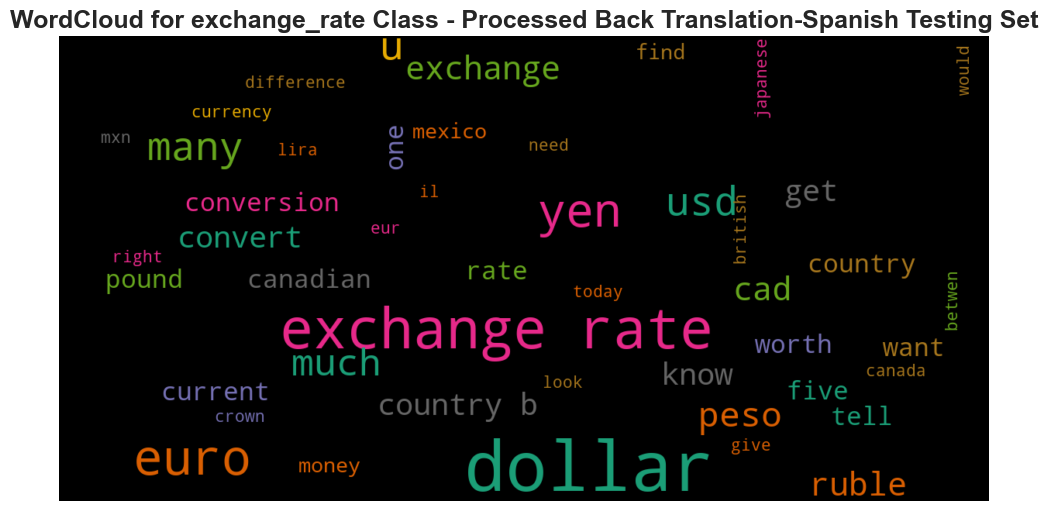 WordCloud for exchange_rate Class - Processed Back Translation-Spanish Testing Set
u
exchange
find
japanese
would
difference
currency
mxn
many
lira
one
mexico
need
conversion
il
yen
usd
get
convert
eur
british
right
pound
canadian
rate
today
cad
country
betwen
exchange rate
much
worth
want
canada
know
look
current
crown
country b
five
peso
tell
give
euro
money
dollar
ruble